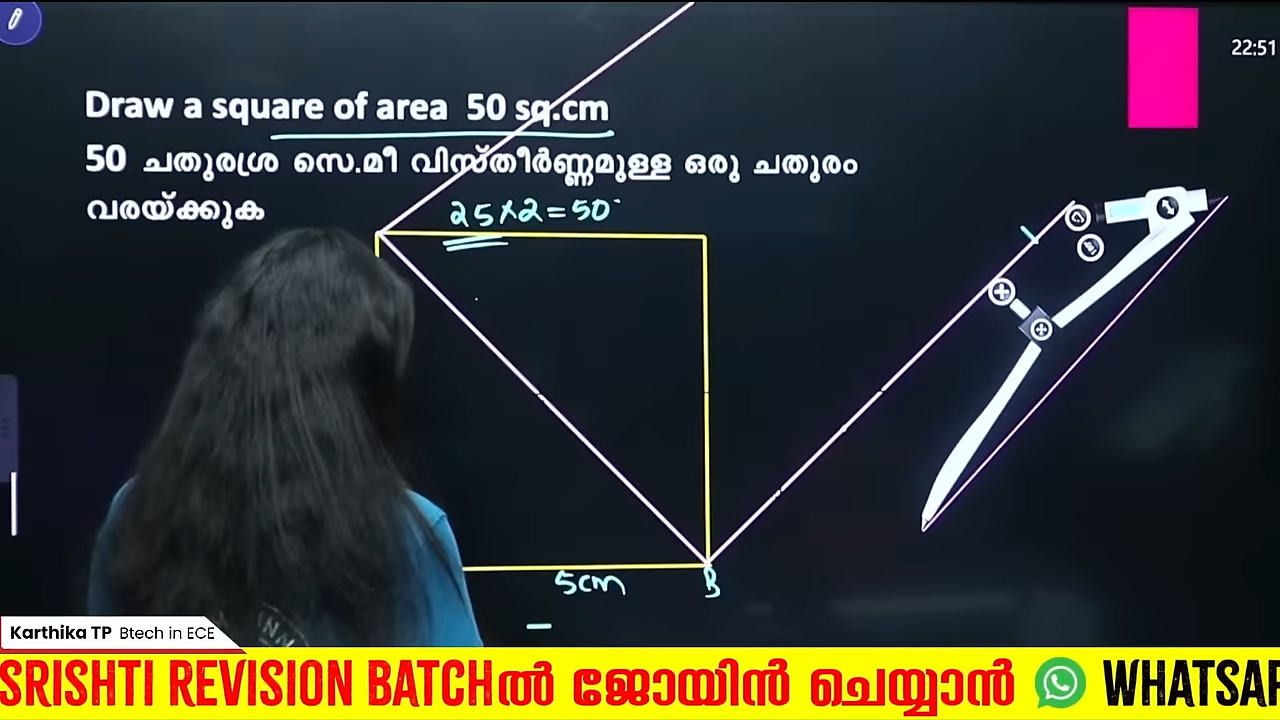 22:51
Draw a square of area 50 sq.cm
50 ചതുരശ്ര സെ.മീ വിസ്തീർണ്ണമുള്ള ഒരു ചതുരം
വരയ്ക്കുക
25×2=50
5cm
B
Karthika TP Btech in ECE
SRISHTI REVISION BATCHൽ ജോയിൻ ചെയ്യാൻ WHATSAP